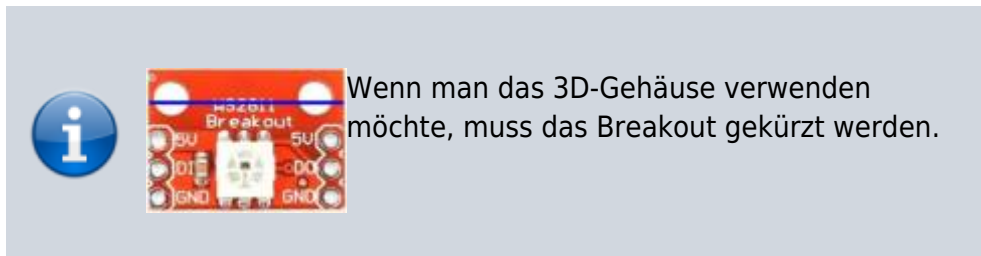 Wenn man das 3D-Gehäuse verwenden
möchte, muss das Breakout gekürzt werden.
WS2811
Breakout
5V 5V
DI DO
GND GND